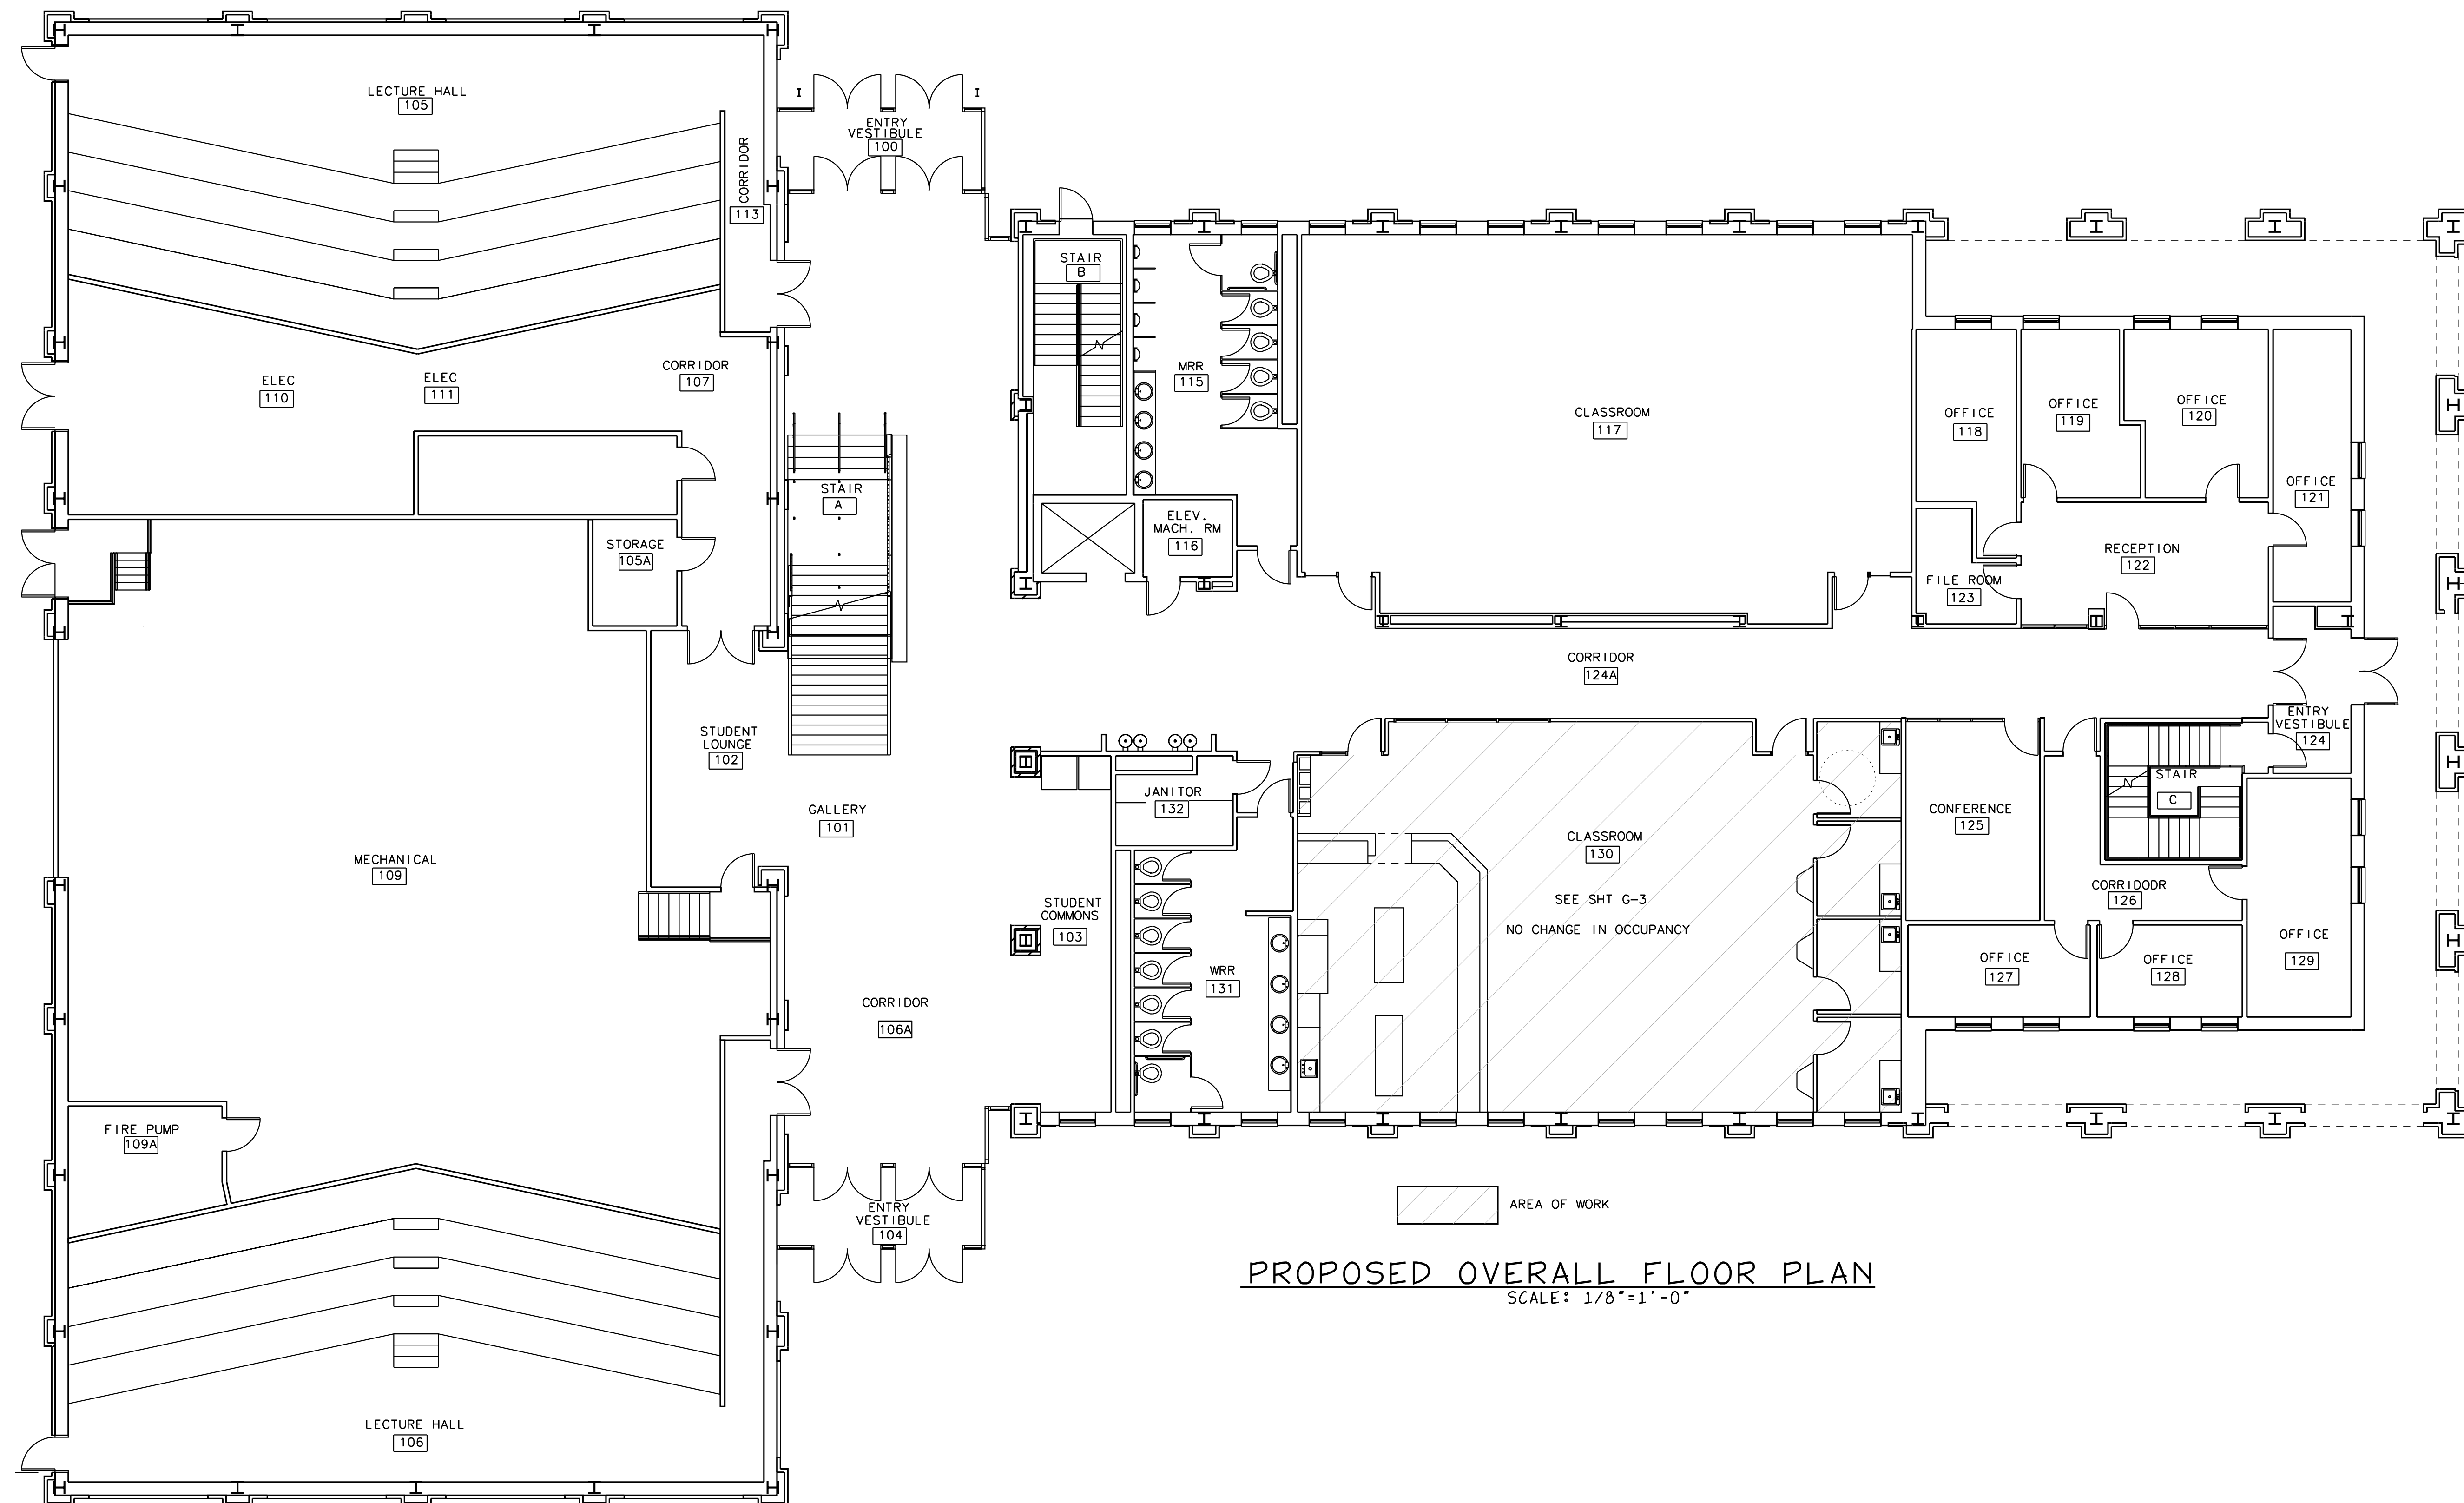 LECTURE HALL
105
ENTRY
VESTIBULE
100
CORRIDOR
113
STAIR
B
ELEC
110
ELEC
111
CORRIDOR
107
MRR
115
CLASSROOM
117
OFFICE
118
OFFICE
119
OFFICE
120
OFFICE
121
STAIR
A
STORAGE
105A
ELEV.
MACH. RM
116
RECEPTION
122
FILE ROOM
123
CORRIDOR
124A
ENTRY
VESTIBULE
124
STUDENT
LOUNGE
102
GALLERY
101
MECHANICAL
109
JANITOR
132
STAIR
C
CONFERENCE
125
CLASSROOM
130
SEE SHT G-3
NO CHANGE IN OCCUPANCY
CORRIDODR
126
STUDENT
COMMONS
103
WRR
131
OFFICE
127
OFFICE
128
OFFICE
129
CORRIDOR
106A
FIRE PUMP
109A
ENTRY
VESTIBULE
104
AREA OF WORK
PROPOSED OVERALL FLOOR PLAN
SCALE: 1/8"=1'-0"
LECTURE HALL
106